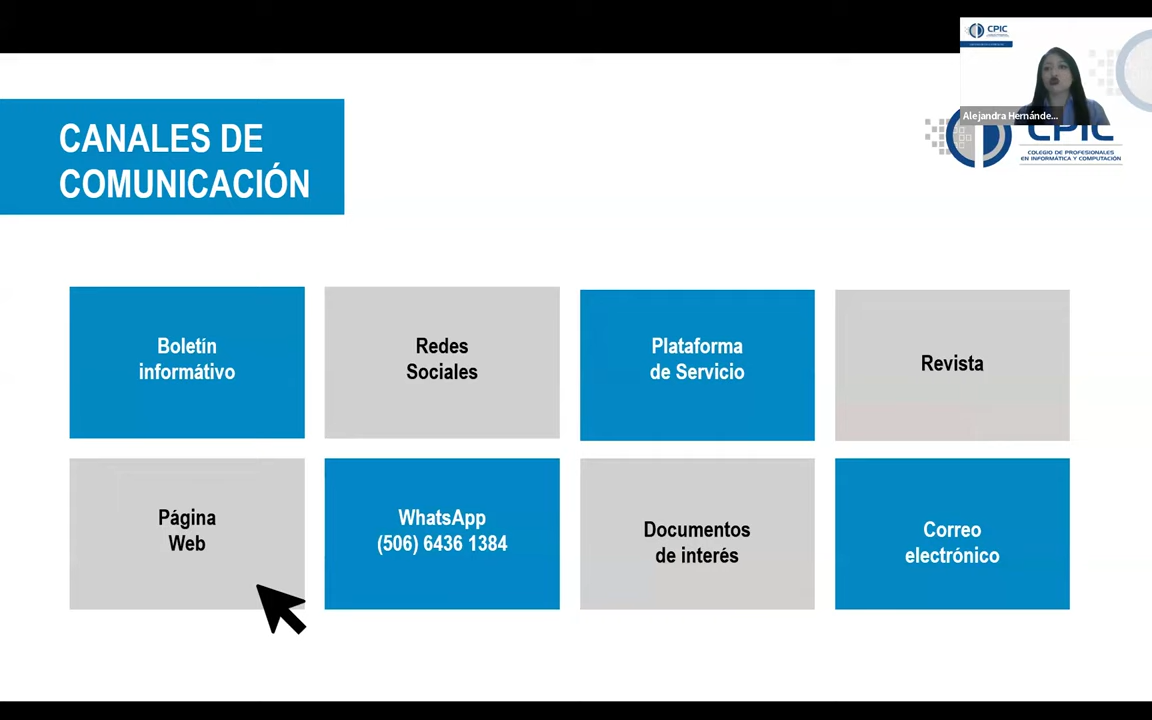 CPIC
Alejandra Hernánde...
CANALES DE
COMUNICACIÓN
CPIC
COLEGIO DE PROFESIONALES
EN INFORMÁTICA Y COMPUTACIÓN
Boletín
informátivo
Redes
Sociales
Plataforma
de Servicio
Revista
Página
Web
WhatsApp
(506) 6436 1384
Documentos
de interés
Correo
electrónico